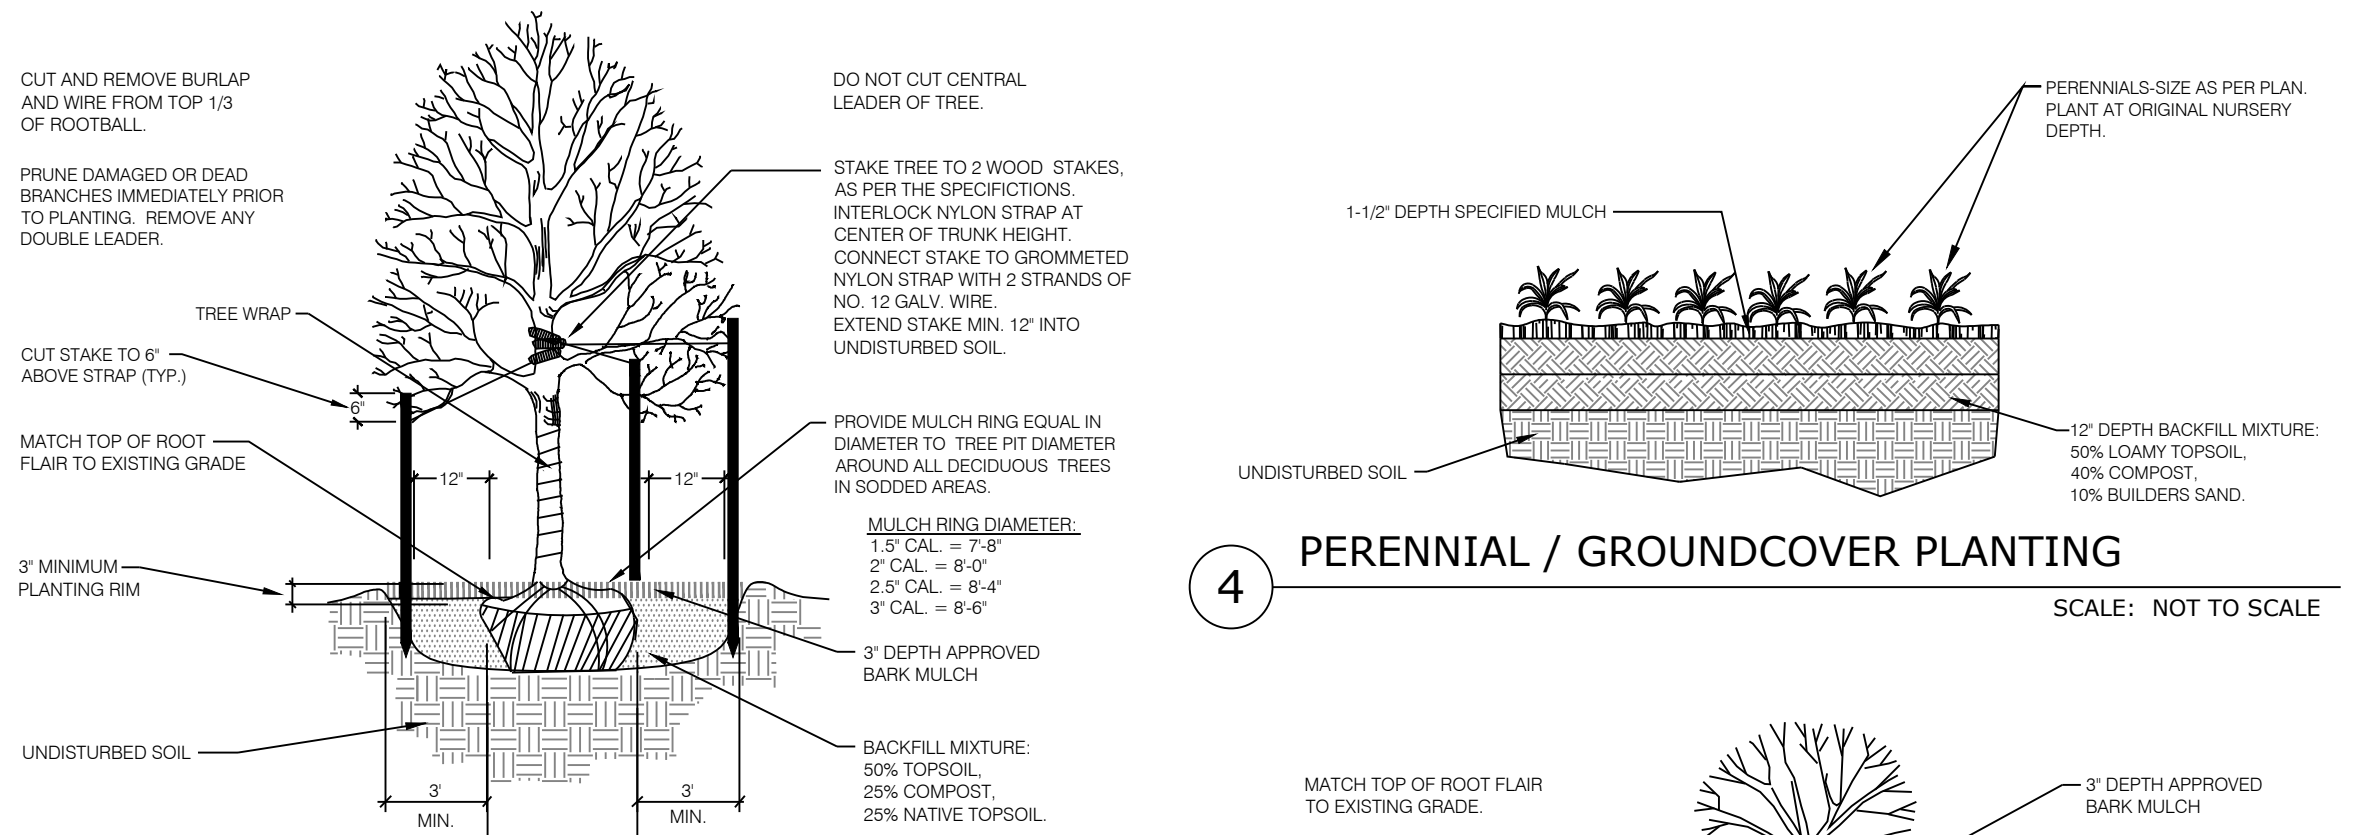 CUT AND REMOVE BURLAP
AND WIRE FROM TOP 1/3
OF ROOTBALL.
PRUNE DAMAGED OR DEAD
BRANCHES IMMEDIATELY PRIOR
TO PLANTING. REMOVE ANY
DOUBLE LEADER.
TREE WRAP
CUT STAKE TO 6"
ABOVE STRAP (TYP.)
6"
MATCH TOP OF ROOT
FLAIR TO EXISTING GRADE
12"
12"
3" MINIMUM
PLANTING RIM
UNDISTURBED SOIL
3'
MIN.
3'
MIN.
DO NOT CUT CENTRAL
LEADER OF TREE.
STAKE TREE TO 2 WOOD STAKES,
AS PER THE SPECIFICTIONS.
INTERLOCK NYLON STRAP AT
CENTER OF TRUNK HEIGHT.
CONNECT STAKE TO GROMMETED
NYLON STRAP WITH 2 STRANDS OF
NO. 12 GALV. WIRE.
EXTEND STAKE MIN. 12" INTO
UNDISTURBED SOIL.
PROVIDE MULCH RING EQUAL IN
DIAMETER TO TREE PIT DIAMETER
AROUND ALL DECIDUOUS TREES
IN SODDED AREAS.
MULCH RING DIAMETER:
1.5" CAL. = 7'-8"
2" CAL. = 8'-0"
2.5" CAL. = 8'-4"
3" CAL. = 8'-6"
3" DEPTH APPROVED
BARK MULCH
BACKFILL MIXTURE:
50% TOPSOIL,
25% COMPOST,
25% NATIVE TOPSOIL.
PERENNIALS-SIZE AS PER PLAN.
PLANT AT ORIGINAL NURSERY
DEPTH.
1-1/2" DEPTH SPECIFIED MULCH
UNDISTURBED SOIL
12" DEPTH BACKFILL MIXTURE:
50% LOAMY TOPSOIL,
40% COMPOST,
10% BUILDERS SAND.
4
PERENNIAL / GROUNDCOVER PLANTING
SCALE: NOT TO SCALE
MATCH TOP OF ROOT FLAIR
TO EXISTING GRADE.
3" DEPTH APPROVED
BARK MULCH